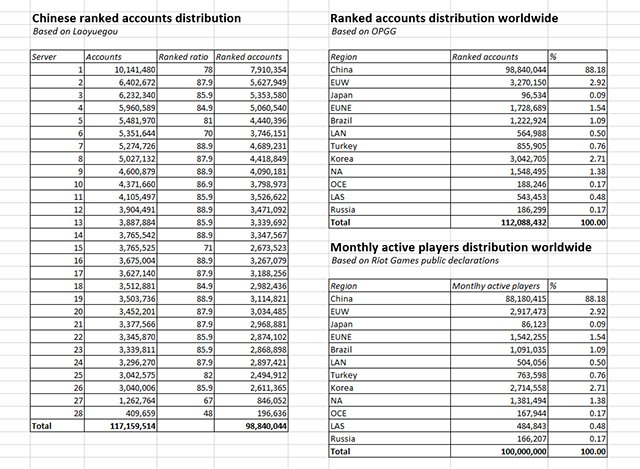 Chinese ranked accounts distribution
Based on Laoyuegou
Server Accounts Ranked ratio Ranked accounts
1 10,141,480 78 7,910,354
2 6,402,672 87.9 5,627,949
3 6,232,340 85.9 5,353,580
4 5,960,589 84.9 5,060,540
5 5,481,970 81 4,440,396
6 5,351,644 70 3,746,151
7 5,274,726 88.9 4,689,231
8 5,027,132 87.9 4,418,849
9 4,600,879 88.9 4,090,181
10 4,371,660 86.9 3,798,973
11 4,105,497 85.9 3,526,622
12 3,904,491 88.9 3,471,092
13 3,887,884 85.9 3,339,692
14 3,765,542 88.9 3,347,567
15 3,765,525 71 2,673,523
16 3,675,004 88.9 3,267,079
17 3,627,140 87.9 3,188,256
18 3,512,881 84.9 2,982,436
19 3,503,736 88.9 3,114,821
20 3,452,201 87.9 3,034,485
21 3,377,566 87.9 2,968,881
22 3,345,870 85.9 2,874,102
23 3,339,811 85.9 2,868,898
24 3,296,270 87.9 2,897,421
25 3,042,575 82 2,494,912
26 3,040,006 85.9 2,611,365
27 1,262,764 67 846,052
28 409,659 48 196,636
Total 117,159,514 98,840,044
Ranked accounts distribution worldwide
Based on OPGG
Region Ranked accounts %
China 98,840,044 88.18
EUW 3,270,150 2.92
Japan 96,534 0.09
EUNE 1,728,689 1.54
Brazil 1,222,924 1.09
LAN 564,988 0.50
Turkey 855,905 0.76
Korea 3,042,705 2.71
NA 1,548,495 1.38
OCE 188,246 0.17
LAS 543,453 0.48
Russia 186,299 0.17
Total 112,088,432 100.00
Monthly active players distribution worldwide
Based on Riot Games public declarations
Region Montlhy active players %
China 88,180,415 88.18
EUW 2,917,473 2.92
Japan 86,123 0.09
EUNE 1,542,255 1.54
Brazil 1,091,035 1.09
LAN 504,056 0.50
Turkey 763,598 0.76
Korea 2,714,558 2.71
NA 1,381,494 1.38
OCE 167,944 0.17
LAS 484,843 0.48
Russia 166,207 0.17
Total 100,000,000 100.00